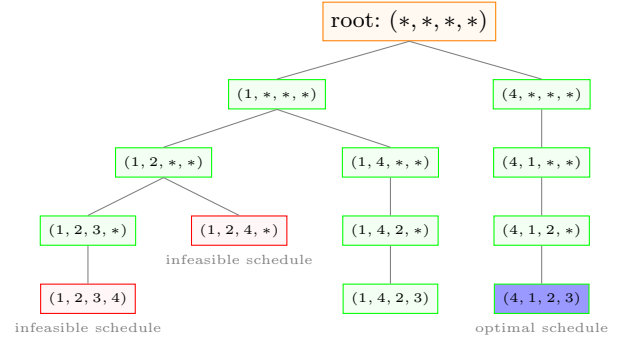 root: (∗, ∗, ∗, ∗)
(1, ∗, ∗, ∗)
(4, ∗, ∗, ∗)
(1, 2, ∗, ∗)
(1, 4, ∗, ∗)
(4, 1, ∗, ∗)
(1, 2, 3, ∗)
(1, 2, 4, ∗)
(1, 4, 2, ∗)
(4, 1, 2, ∗)
infeasible schedule
(1, 2, 3, 4)
(1, 4, 2, 3)
(4, 1, 2, 3)
infeasible schedule
optimal schedule